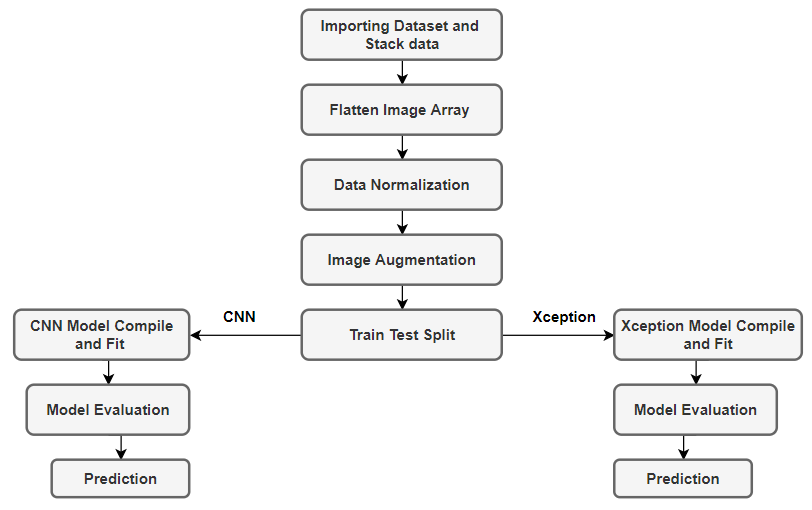 Importing Dataset and
Stack data
Flatten Image Array
Data Normalization
Image Augmentation
CNN
Xception
CNN Model Compile
and Fit
Train Test Split
Xception Model Compile
and Fit
Model Evaluation
Model Evaluation
Prediction
Prediction